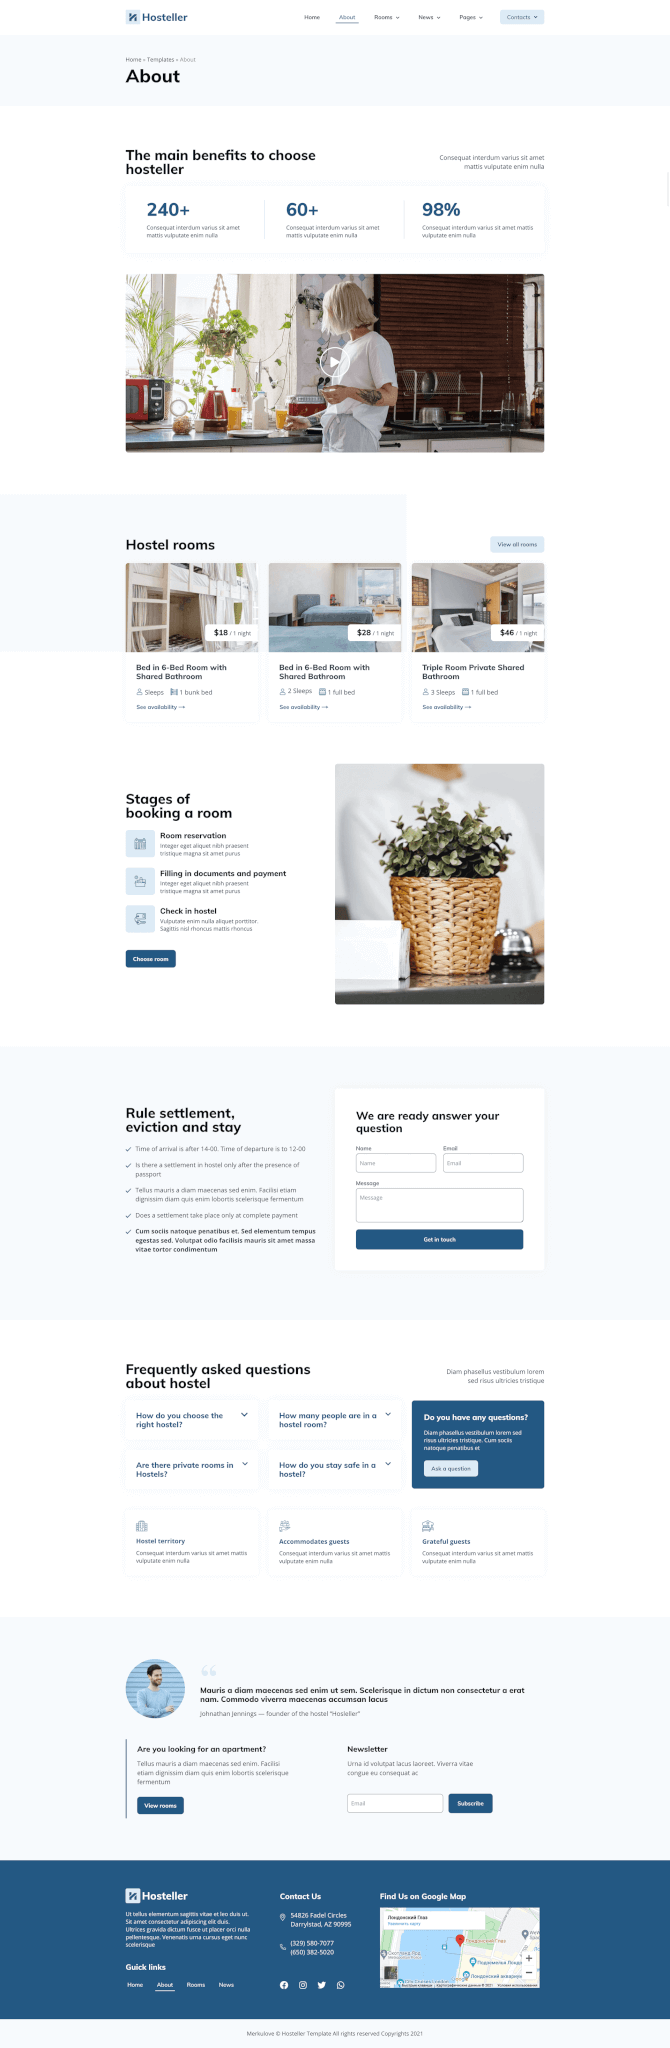 Hosteller
Home About Rooms News Pages Contacts
Home » Templates » About
About
The main benefits to choose
hosteller
Consequat interdum varius sit amet
mattis vulputate enim nulla
240+
Consequat interdum varius sit amet
mattis vulputate enim nulla
60+
Consequat interdum varius sit amet
mattis vulputate enim nulla
98%
Consequat interdum varius sit amet mattis
vulputate enim nulla
Hostel rooms
View all rooms
$18 / 1 night
Bed in 6-Bed Room with
Shared Bathroom
Sleeps 1 bunk bed
See availability →
$28 / 1 night
Bed in 6-Bed Room with
Shared Bathroom
2 Sleeps 1 full bed
See availability →
$46 / 1 night
Triple Room Private Shared
Bathroom
3 Sleeps 1 full bed
See availability →
Stages of
booking a room
Room reservation
Integer eget aliquet nibh praesent
tristique magna sit amet purus
Filling in documents and payment
Integer eget aliquet nibh praesent
tristique magna sit amet purus
Check in hostel
Vulputate enim nulla aliquet porttitor.
Sagittis nisl rhoncus mattis rhoncus
Choose room
Rule settlement,
eviction and stay
Time of arrival is after 14-00. Time of departure is to 12-00
Is there a settlement in hostel only after the presence of
passport
Tellus mauris a diam maecenas sed enim. Facilisi etiam
dignissim diam quis enim lobortis scelerisque fermentum
Does a settlement take place only at complete payment
Cum sociis natoque penatibus et. Sed elementum tempus
egestas sed. Volutpat odio facilisis mauris sit amet massa
vitae tortor condimentum
We are ready answer your
question
Name Email
Name Email
Message
Message
Get in touch
Frequently asked questions
about hostel
Diam phasellus vestibulum lorem
sed risus ultricies tristique
How do you choose the
right hostel?
How many people are in a
hostel room?
Are there private rooms in
Hostels?
How do you stay safe in a
hostel?
Do you have any questions?
Diam phasellus vestibulum lorem sed
risus ultricies tristique. Cum sociis
natoque penatibus et
Ask a question
Hostel territory
Consequat interdum varius sit amet mattis
vulputate enim nulla
Accommodates guests
Consequat interdum varius sit amet mattis
vulputate enim nulla
Grateful guests
Consequat interdum varius sit amet mattis
vulputate enim nulla
Mauris a diam maecenas sed enim ut sem. Scelerisque in dictum non consectetur a erat
nam. Commodo viverra maecenas accumsan lacus
Johnathan Jennings — founder of the hostel "Hosleller"
Are you looking for an apartment?
Tellus mauris a diam maecenas sed enim. Facilisi
etiam dignissim diam quis enim lobortis scelerisque
fermentum
View rooms
Newsletter
Urna id volutpat lacus laoreet. Viverra vitae
congue eu consequat ac
Email
Subscribe
Hosteller
Ut tellus elementum sagittis vitae et leo duis ut.
Sit amet consectetur adipiscing elit duis.
Ultrices gravida dictum fusce ut placer orci nulla
pellentesque. Venenatis urna cursus eget nunc
scelerisque
Guick links
Home About Rooms News
Contact Us
54826 Fadel Circles
Darrylstad, AZ 90995
(329) 580-7077
(650) 382-5020
Find Us on Google Map
Лондонский Глаз
Лондонский Глаз
Лондонский аквариум
Merkulove © Hosteller Template All rights reserved Copyrights 2021